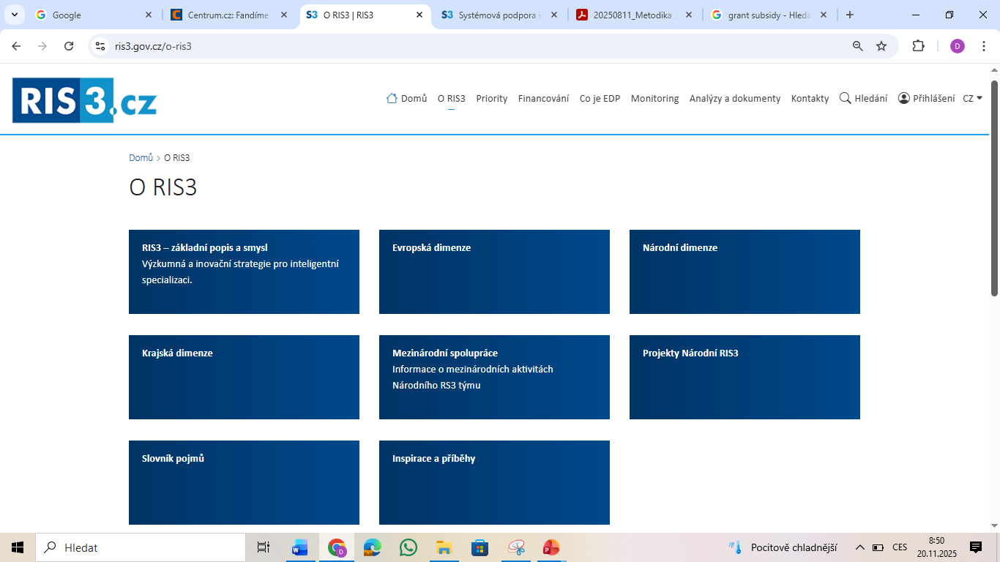 Google
Centrum.cz: Fandíme
O RIS3 | RIS3
Systémová podpora i
20250811_Metodika
grant subsidy - Hleda
ris3.gov.cz/o-ris3
D
RIS3.cz
Domů
O RIS3
Priority
Financování
Co je EDP
Monitoring
Analýzy a dokumenty
Kontakty
Hledání
Přihlášení
CZ
Domů > O RIS3
O RIS3
RIS3 – základní popis a smysl
Výzkumná a inovační strategie pro inteligentní
specializaci.
Evropská dimenze
Národní dimenze
Krajská dimenze
Mezinárodní spolupráce
Informace o mezinárodních aktivitách
Národního RS3 týmu
Projekty Národní RIS3
Slovník pojmů
Inspirace a příběhy
Hledat
Pocitově chladnější
CES
8:50
20.11.2025